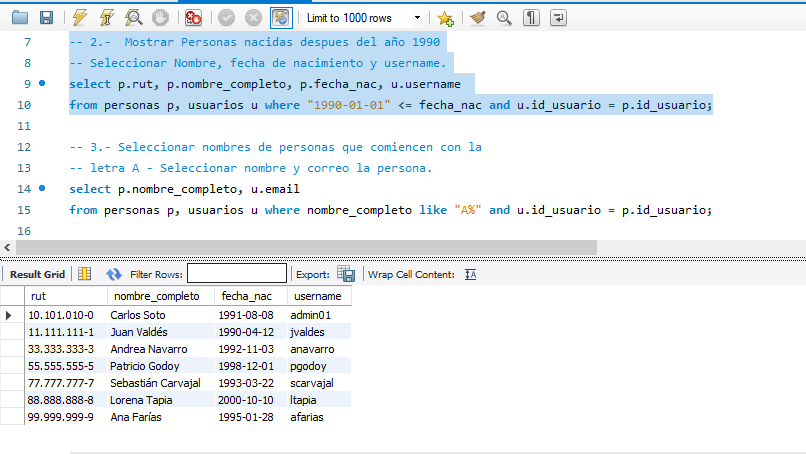 Limit to 1000 rows
7 -- 2.-  Mostrar Personas nacidas despues del año 1990
8 -- Seleccionar Nombre, fecha de nacimiento y username.
9 select p.rut, p.nombre_completo, p.fecha_nac, u.username
10 from personas p, usuarios u where "1990-01-01" <= fecha_nac and u.id_usuario = p.id_usuario;
11
12 -- 3.- Seleccionar nombres de personas que comiencen con la
13 -- letra A - Seleccionar nombre y correo la persona.
14 select p.nombre_completo, u.email
15 from personas p, usuarios u where nombre_completo like "A%" and u.id_usuario = p.id_usuario;
16
Result Grid Filter Rows: Export: Wrap Cell Content:
rut nombre_completo fecha_nac username
10.101.010-0 Carlos Soto 1991-08-08 admin01
11.111.111-1 Juan Valdés 1990-04-12 jvaldes
33.333.333-3 Andrea Navarro 1992-11-03 anavarro
55.555.555-5 Patricio Godoy 1998-12-01 pgodoy
77.777.777-7 Sebastián Carvajal 1993-03-22 scarvajal
88.888.888-8 Lorena Tapia 2000-10-10 ltapia
99.999.999-9 Ana Farías 1995-01-28 afarias